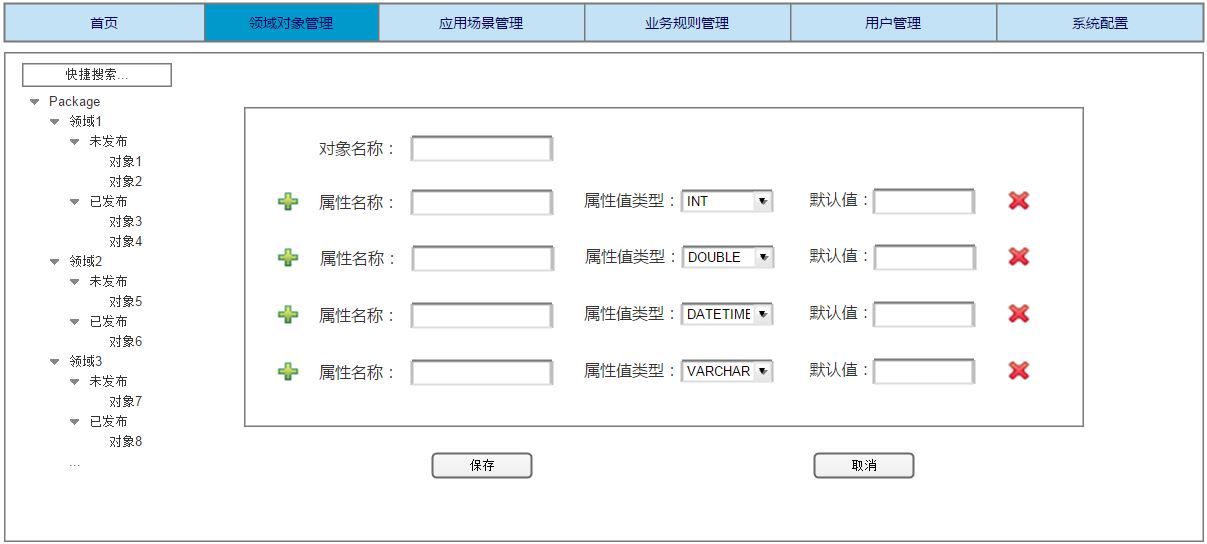 首页 领域对象管理 应用场景管理 业务规则管理 用户管理 系统配置
快捷搜索...
Package
领域1
未发布
对象1
对象2
已发布
对象3
对象4
领域2
未发布
对象5
已发布
对象6
领域3
未发布
对象7
已发布
对象8
...
对象名称：
属性名称： 属性值类型： INT 默认值：
属性名称： 属性值类型： DOUBLE 默认值：
属性名称： 属性值类型： DATETIME 默认值：
属性名称： 属性值类型： VARCHAR 默认值：
保存 取消